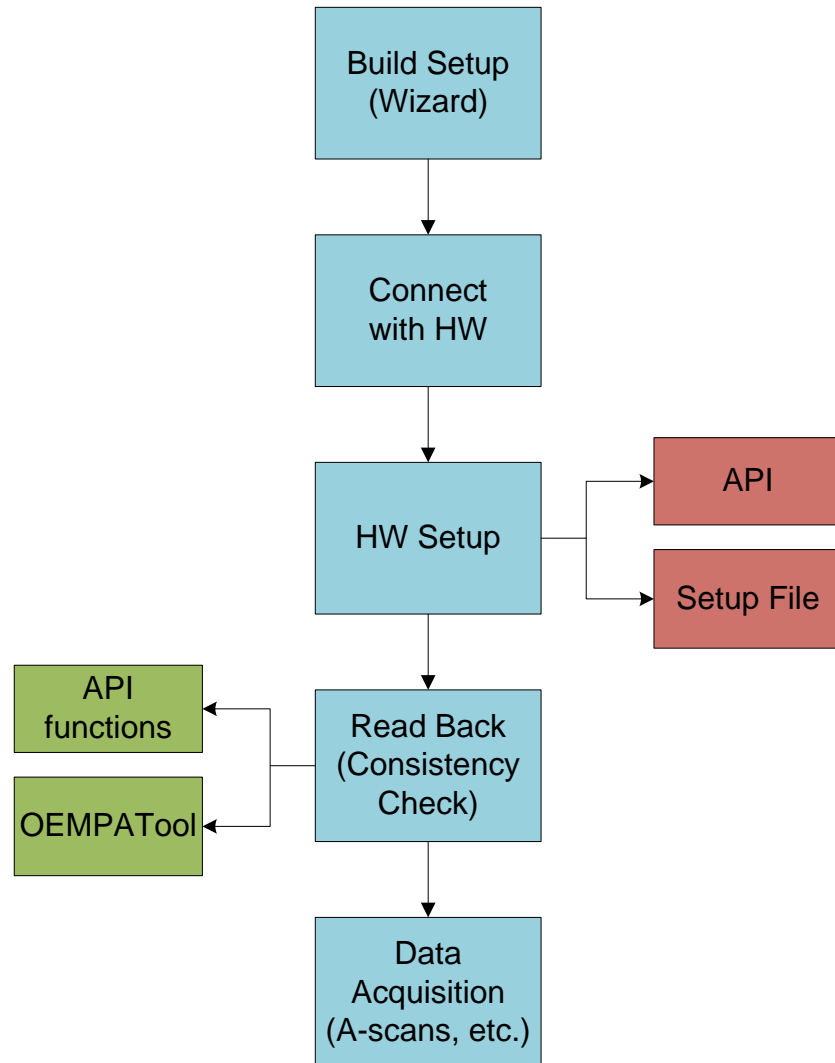 Build Setup
(Wizard)
Connect
with HW
HW Setup
API
Setup File
API
functions
OEMPATool
Read Back
(Consistency
Check)
Data
Acquisition
(A-scans, etc.)